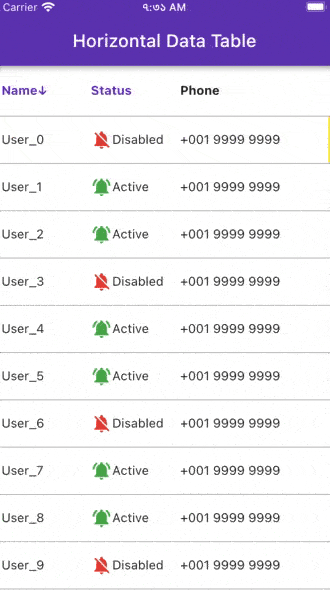 Carrier ৭:৩১ AM
Horizontal Data Table
Name↓ Status Phone
User_0 Disabled +001 9999 9999
User_1 Active +001 9999 9999
User_2 Active +001 9999 9999
User_3 Disabled +001 9999 9999
User_4 Active +001 9999 9999
User_5 Active +001 9999 9999
User_6 Disabled +001 9999 9999
User_7 Active +001 9999 9999
User_8 Active +001 9999 9999
User_9 Disabled +001 9999 9999